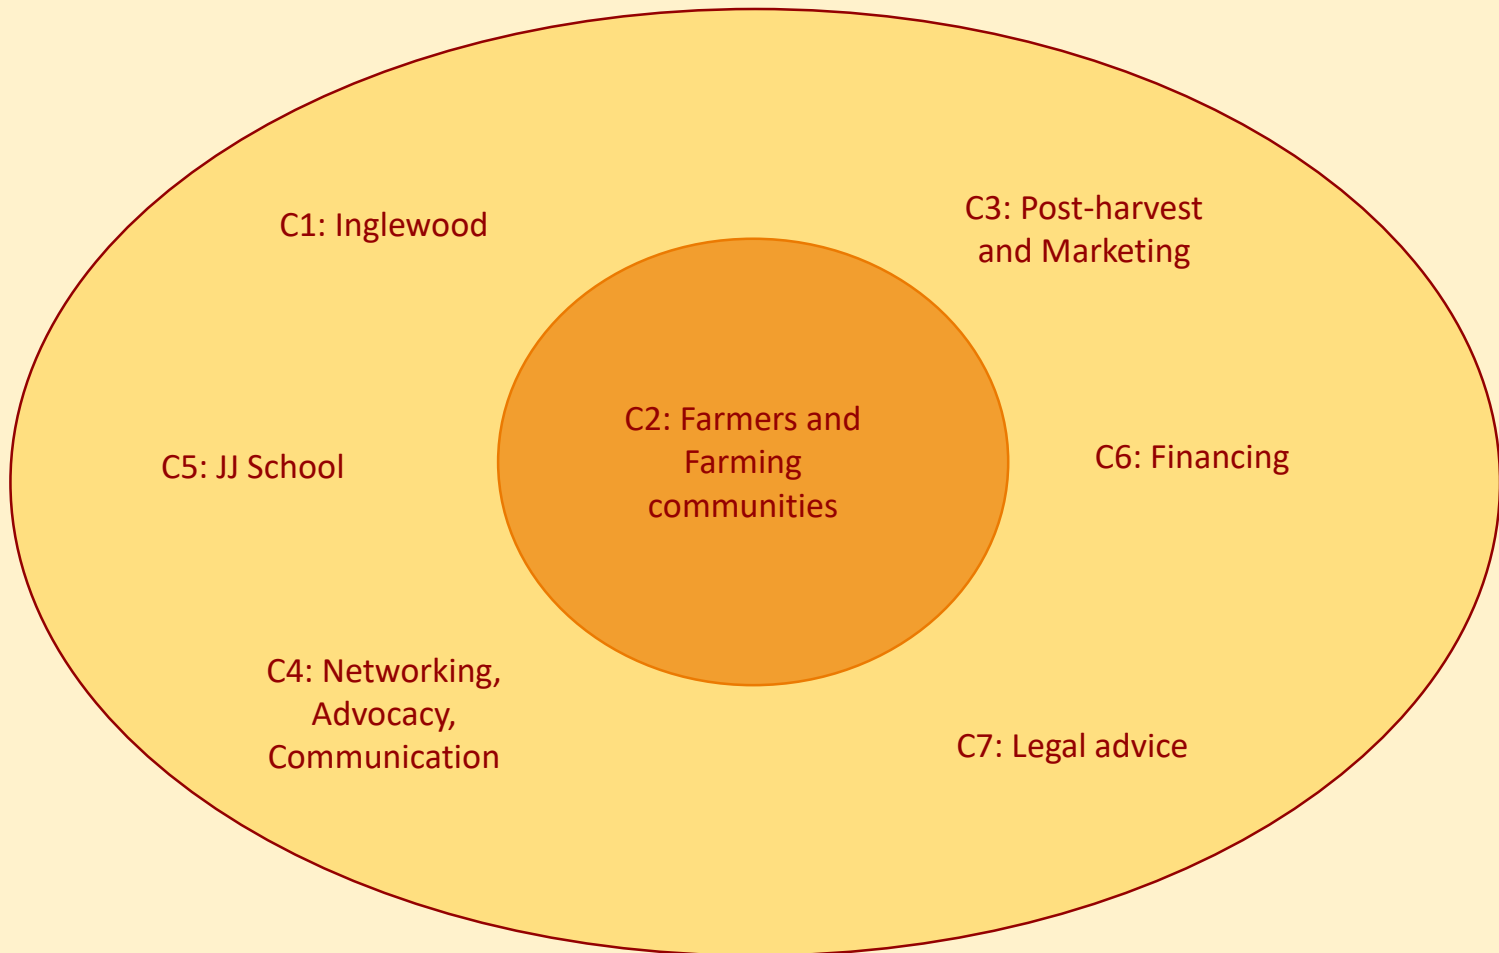 C1: Inglewood
C3: Post-harvest
and Marketing
C2: Farmers and
Farming
communities
C5: JJ School
C6: Financing
C4: Networking,
Advocacy,
Communication
C7: Legal advice